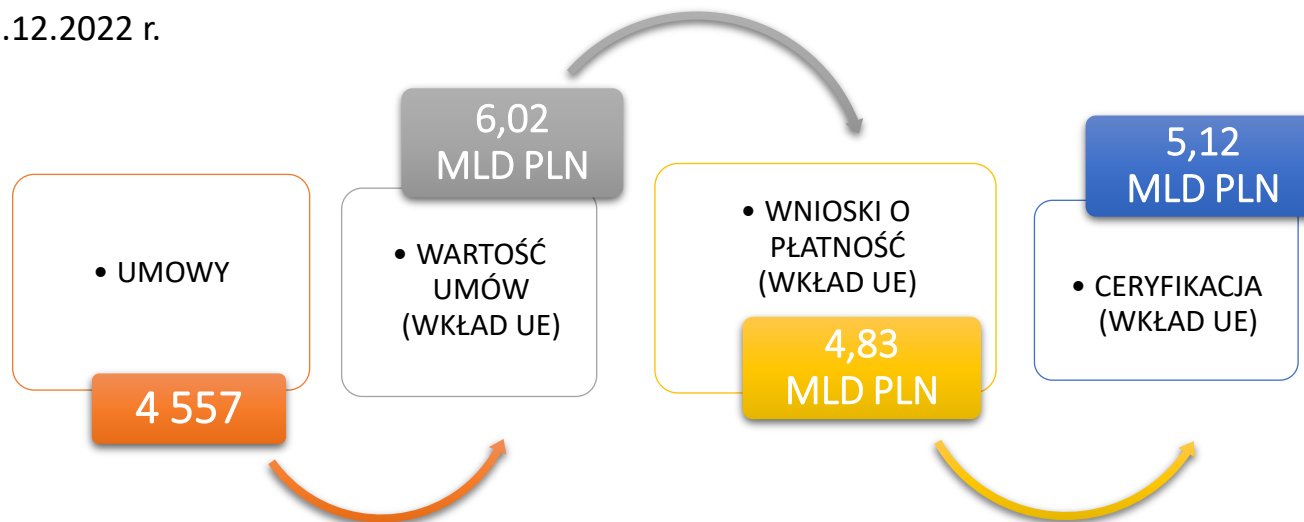 .12.2022 r.
• UMOWY
4 557
6,02
MLD PLN
• WARTOŚĆ
UMÓW
(WKŁAD UE)
• WNIOSKI O
PŁATNOŚĆ
(WKŁAD UE)
4,83
MLD PLN
5,12
MLD PLN
• CERYFIKACJA
(WKŁAD UE)